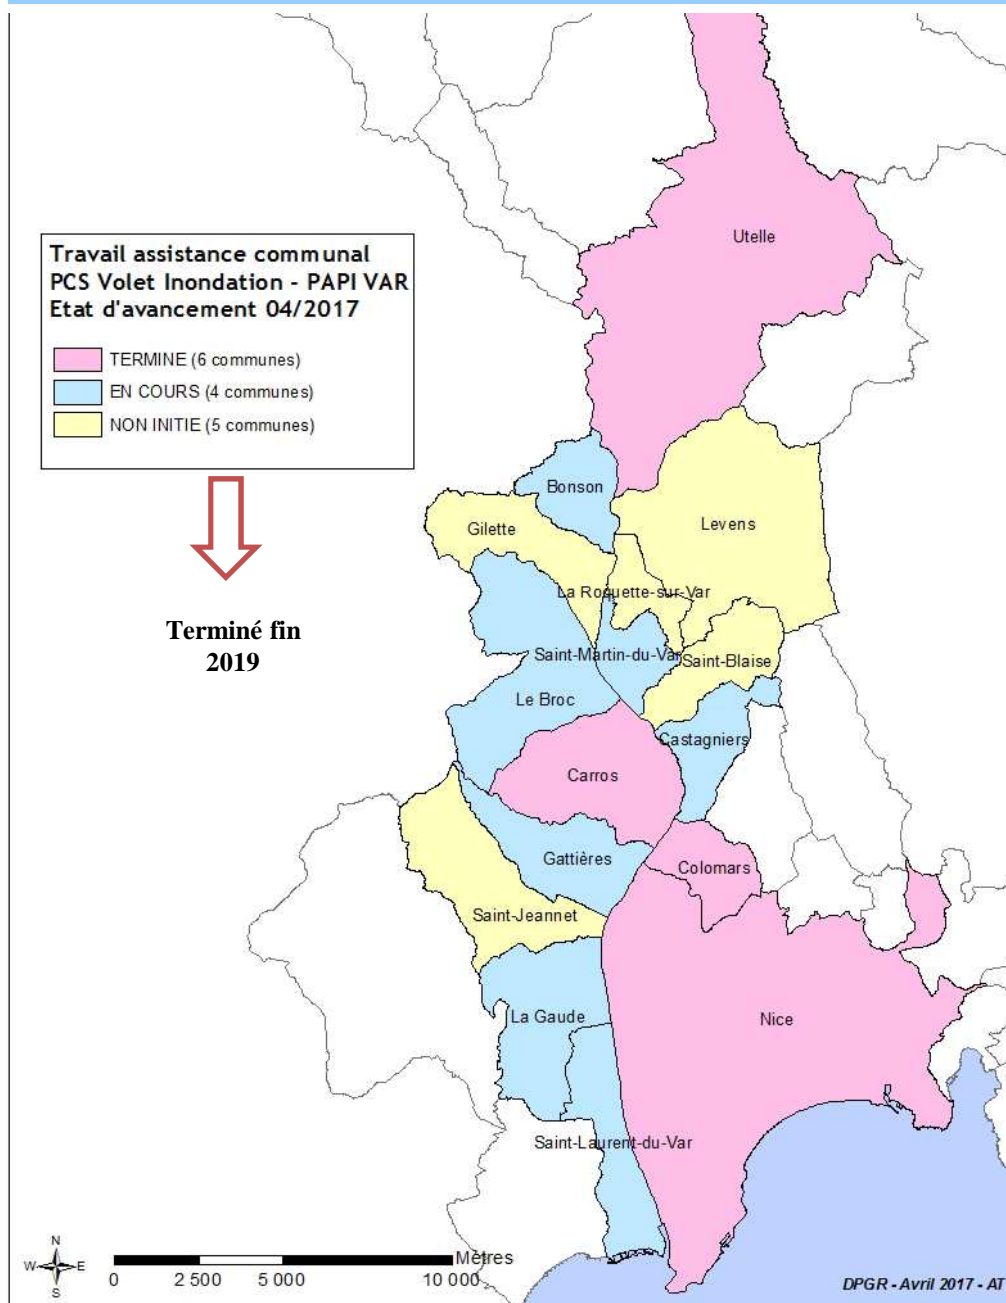 Travail assistance communal
PCS Volet Inondation - PAPI VAR
Etat d'avancement 04/2017
TERMINE (6 communes)
EN COURS (4 communes)
NON INITIE (5 communes)
Terminé fin
2019
Utelle
Bonson
Levens
Gilette
La Roquette-sur-Var
Saint-Martin-du-Var
Saint-Blaise
Le Broc
Castagniers
Carros
Gattières
Colomars
Saint-Jeannet
La Gaude
Nice
Saint-Laurent-du-Var
N
W
E
S
Mètres
0
2 500
5 000
10 000
DPGR - Avril 2017 - AT